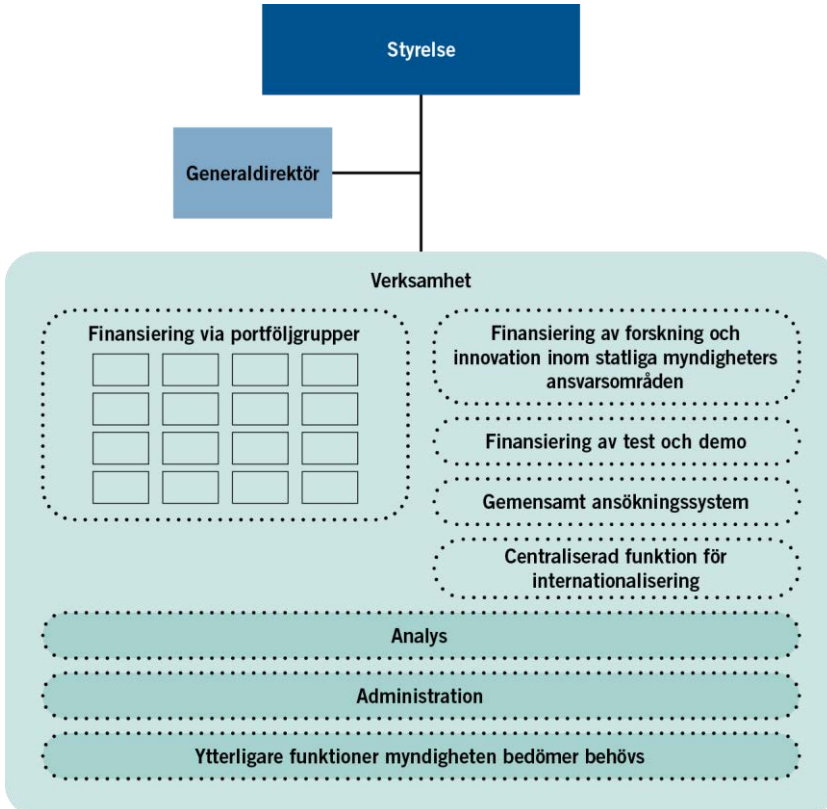 Styrelse
Generaldirektör
Verksamhet
Finansiering via portföljgrupper
Finansiering av forskning och
innovation inom statliga myndigheters
ansvarsområden
Finansiering av test och demo
Gemensamt ansökningssystem
Centraliserad funktion för
internationalisering
Analys
Administration
Ytterligare funktioner myndigheten bedömer behövs